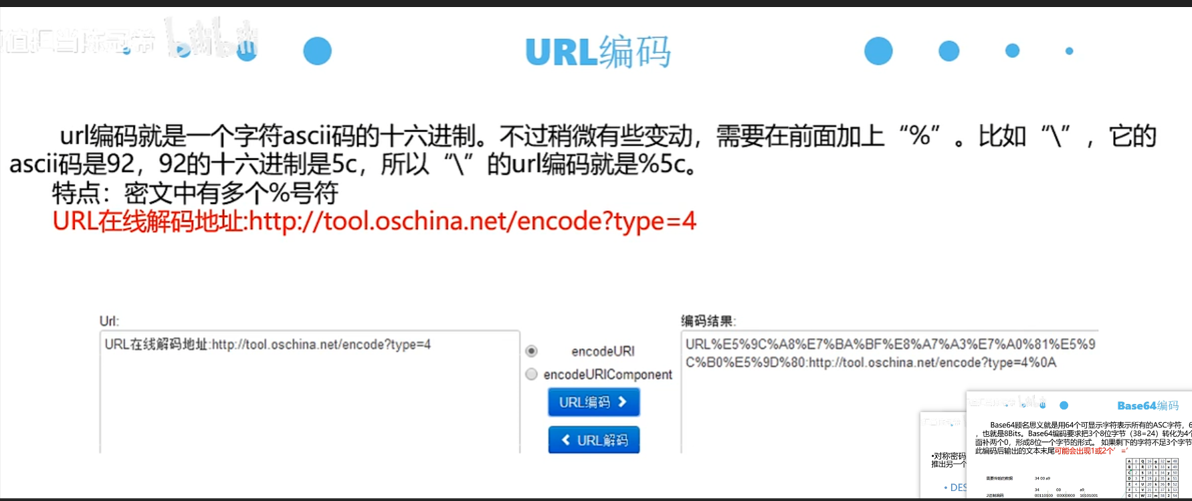 URL编码
url编码就是一个字符ascii码的十六进制。不过稍微有些变动，需要在前面加上“%”。比如“\”，它的
ascii码是92，92的十六进制是5c，所以“\”的url编码就是%5c。
特点：密文中有多个%号符
URL在线解码地址:http://tool.oschina.net/encode?type=4
Url:
URL在线解码地址:http://tool.oschina.net/encode?type=4
encodeURI
encodeURIComponent
URL编码
URL解码
编码结果:
URL%E5%9C%A8%E7%BA%BF%E8%A7%A3%E7%A0%81%E5%9
C%B0%E5%9D%80:http://tool.oschina.net/encode?type=4%0A
•对称密码
推出另一个
• DES
Base64编码
Base64顾名思义就是用64个可显示字符表示所有的ASC字符，6
，也就是8Bits。Base64编码要求把3个8位字节（38=24）转化为4个
面补两个0，形成8位一个字节的形式。 如果剩下的字符不足3个字节
此编码后输出的文本末尾可能会出现1或2个’=’